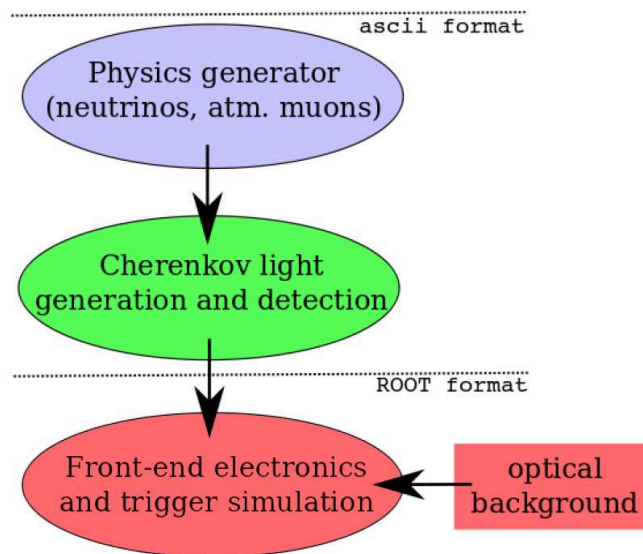 ascii format
Physics generator
(neutrinos, atm. muons)
Cherenkov light
generation and detection
ROOT format
Front-end electronics
and trigger simulation
optical
background